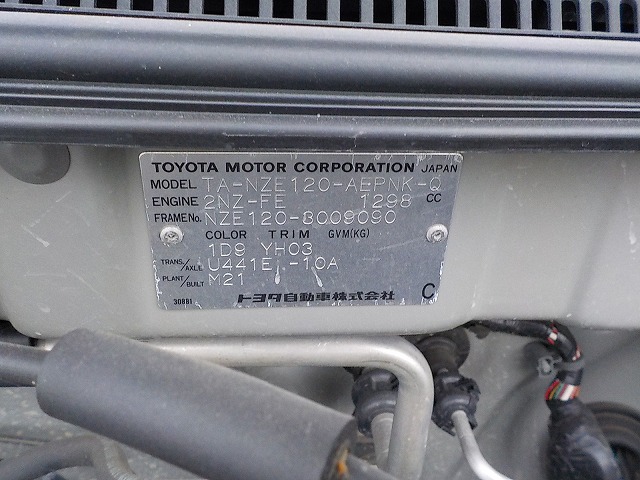 TOYOTA MOTOR CORPORATION JAPAN
MODEL TA-NZE120-AEPNK-Q
ENGINE 2NZ-FE 1298 CC
FRAME No. NZE120-3009090
COLOR TRIM GVM(KG)
1D9 YH03
TRANS./AXLE U441E -10A
PLANT/BUILT M21
30881 トヨタ自動車株式会社 C